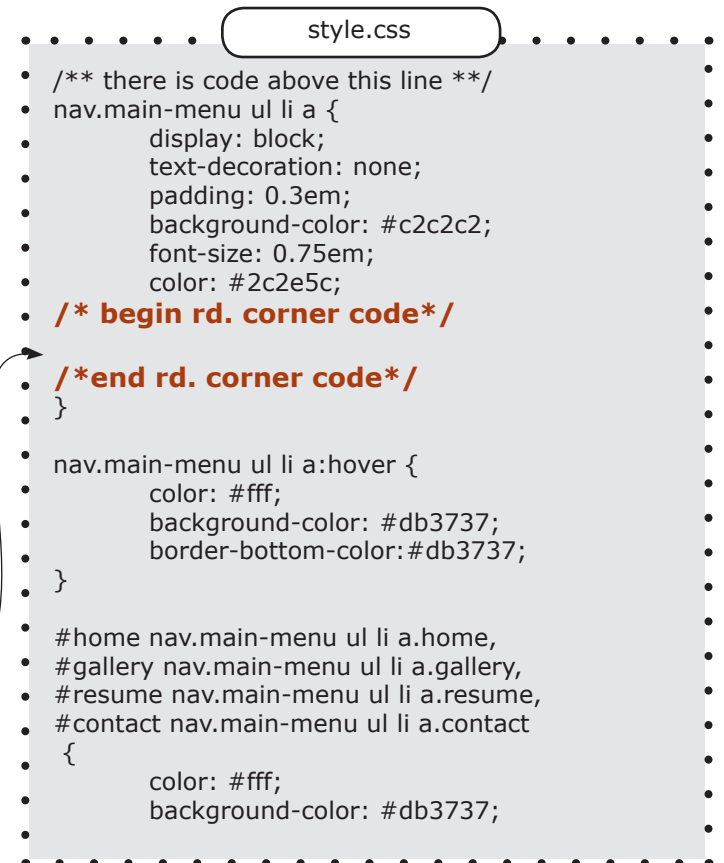 style.css
/** there is code above this line **/
nav.main-menu ul li a {
display: block;
text-decoration: none;
padding: 0.3em;
background-color: #c2c2c2;
font-size: 0.75em;
color: #2c2e5c;
/* begin rd. corner code*/
/*end rd. corner code*/
}
nav.main-menu ul li a:hover {
color: #fff;
background-color: #db3737;
border-bottom-color:#db3737;
}
#home nav.main-menu ul li a.home,
#gallery nav.main-menu ul li a.gallery,
#resume nav.main-menu ul li a.resume,
#contact nav.main-menu ul li a.contact
{
color: #fff;
background-color: #db3737;